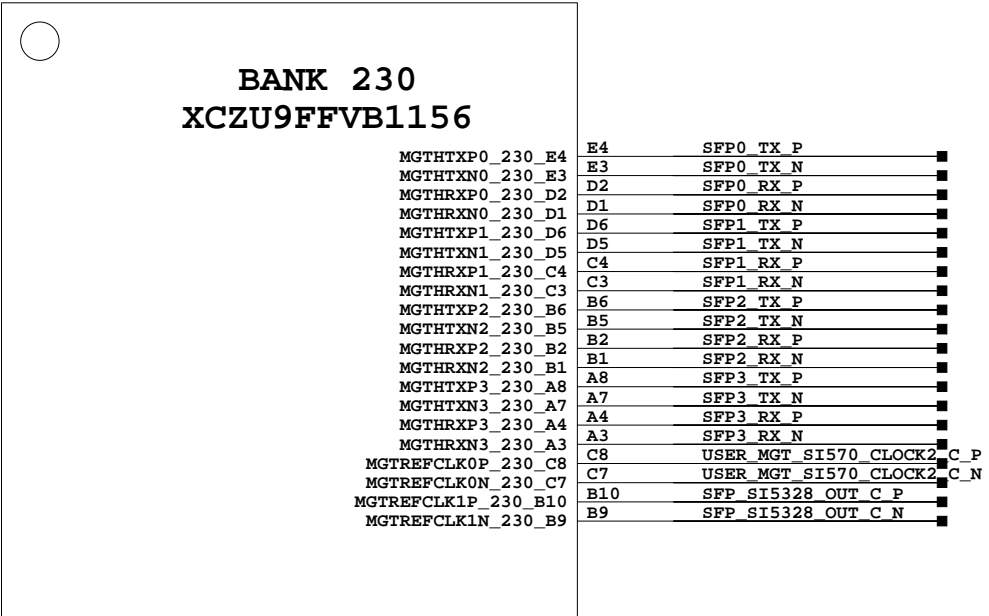 BANK 230
XCZU9FFVB1156
MGTHTXP0_230_E4 E4 SFP0_TX_P
MGTHTXN0_230_E3 E3 SFP0_TX_N
MGTHRXP0_230_D2 D2 SFP0_RX_P
MGTHRXN0_230_D1 D1 SFP0_RX_N
MGTHTXP1_230_D6 D6 SFP1_TX_P
MGTHTXN1_230_D5 D5 SFP1_TX_N
MGTHRXP1_230_C4 C4 SFP1_RX_P
MGTHRXN1_230_C3 C3 SFP1_RX_N
MGTHTXP2_230_B6 B6 SFP2_TX_P
MGTHTXN2_230_B5 B5 SFP2_TX_N
MGTHRXP2_230_B2 B2 SFP2_RX_P
MGTHRXN2_230_B1 B1 SFP2_RX_N
MGTHTXP3_230_A8 A8 SFP3_TX_P
MGTHTXN3_230_A7 A7 SFP3_TX_N
MGTHRXP3_230_A4 A4 SFP3_RX_P
MGTHRXN3_230_A3 A3 SFP3_RX_N
MGTREFCLK0P_230_C8 C8 USER_MGT_SI570_CLOCK2_C_P
MGTREFCLK0N_230_C7 C7 USER_MGT_SI570_CLOCK2_C_N
MGTREFCLK1P_230_B10 B10 SFP_SI5328_OUT_C_P
MGTREFCLK1N_230_B9 B9 SFP_SI5328_OUT_C_N